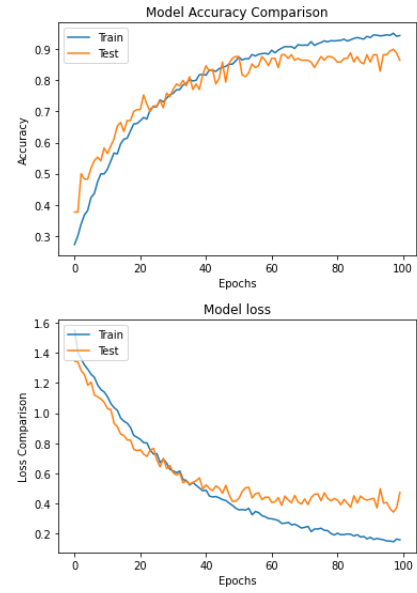 Model Accuracy Comparison
Train
Test
0.9
0.8
0.7
0.6
0.5
0.4
0.3
Accuracy
0 20 40 60 80 100
Epochs
Model loss
Train
Test
1.6
1.4
1.2
1.0
0.8
0.6
0.4
0.2
Loss Comparison
0 20 40 60 80 100
Epochs